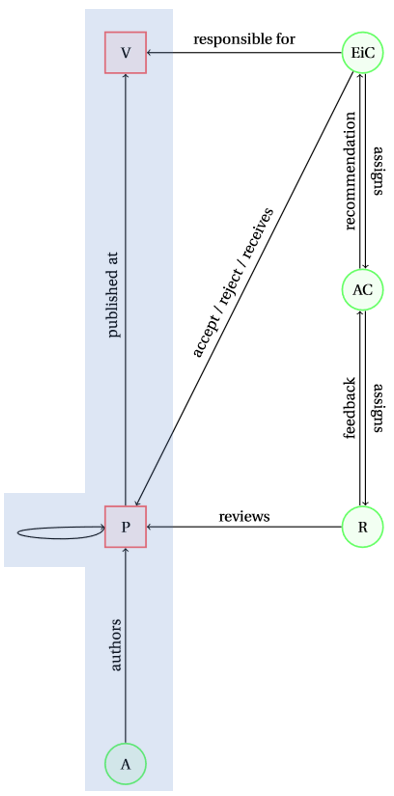 responsible for
V
EiC
recommendation
assigns
accept / reject / receives
published at
AC
feedback
assigns
reviews
P
R
authors
A